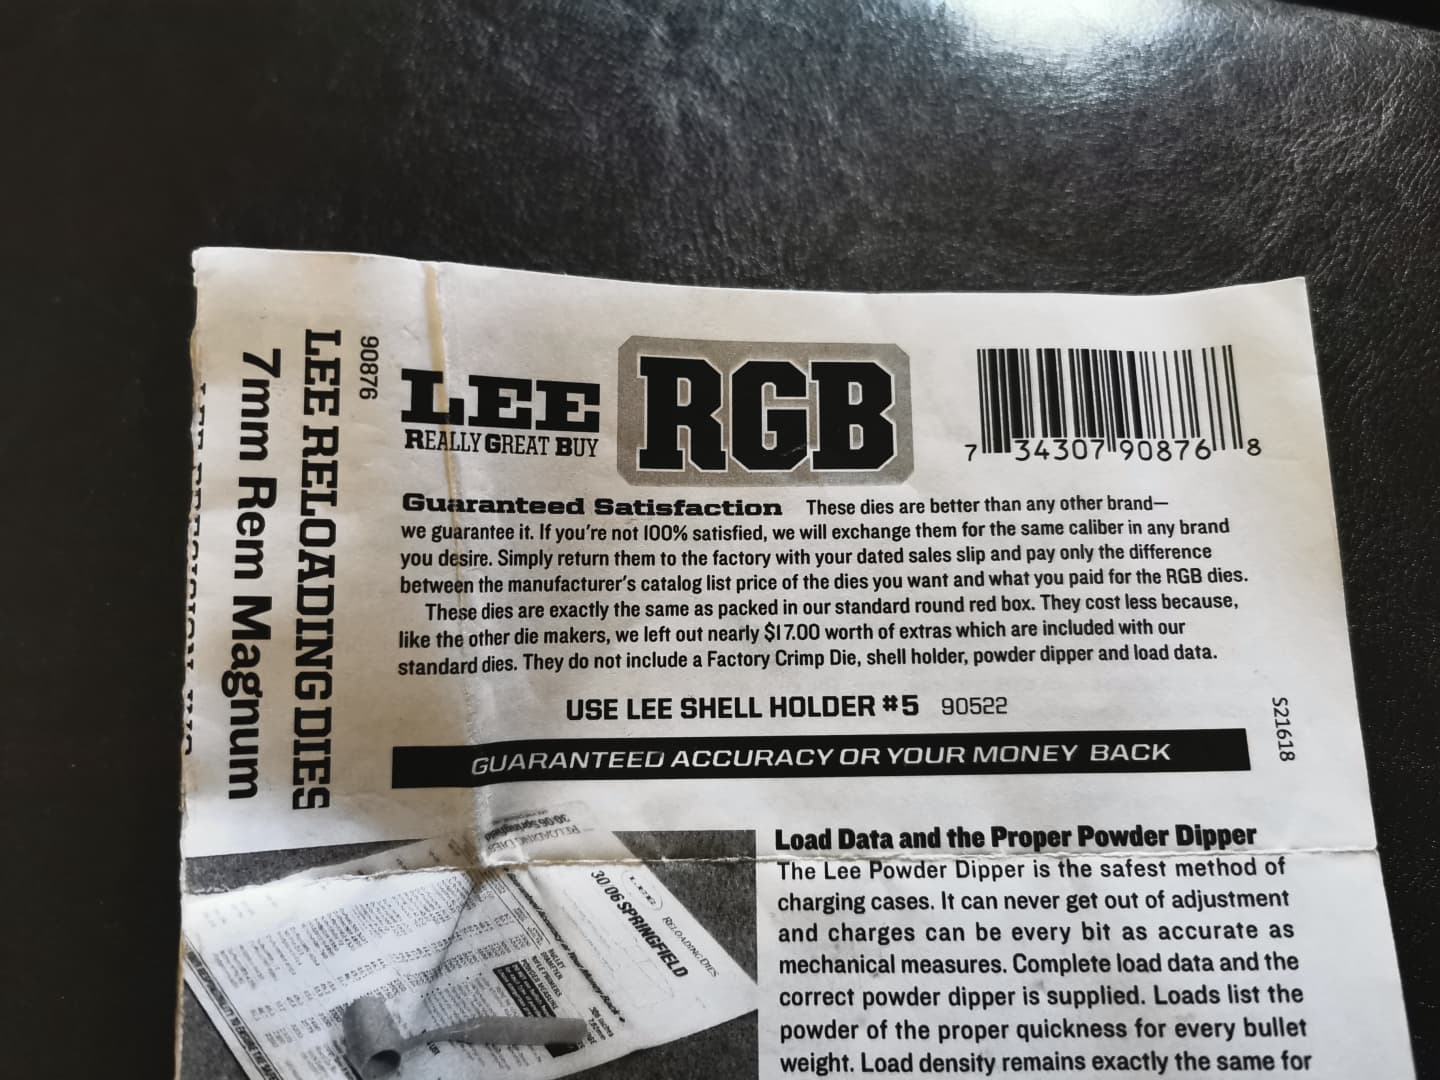 LEE RELOADING DIES
7mm Rem Magnum
90876
LEE
REALLY GREAT BUY
RGB
7 34307 90876 8
Guaranteed Satisfaction These dies are better than any other brand—
we guarantee it. If you're not 100% satisfied, we will exchange them for the same caliber in any brand
you desire. Simply return them to the factory with your dated sales slip and pay only the difference
between the manufacturer's catalog list price of the dies you want and what you paid for the RGB dies.
These dies are exactly the same as packed in our standard round red box. They cost less because,
like the other die makers, we left out nearly $17.00 worth of extras which are included with our
standard dies. They do not include a Factory Crimp Die, shell holder, powder dipper and load data.
USE LEE SHELL HOLDER #5 90522
S21618
GUARANTEED ACCURACY OR YOUR MONEY BACK
Load Data and the Proper Powder Dipper
The Lee Powder Dipper is the safest method of
charging cases. It can never get out of adjustment
and charges can be every bit as accurate as
mechanical measures. Complete load data and the
correct powder dipper is supplied. Loads list the
powder of the proper quickness for every bullet
weight. Load density remains exactly the same for
30 06 SPRINGFIELD
LEE
RELOADING DIES
30 06 Springfield
RELOADING DIES